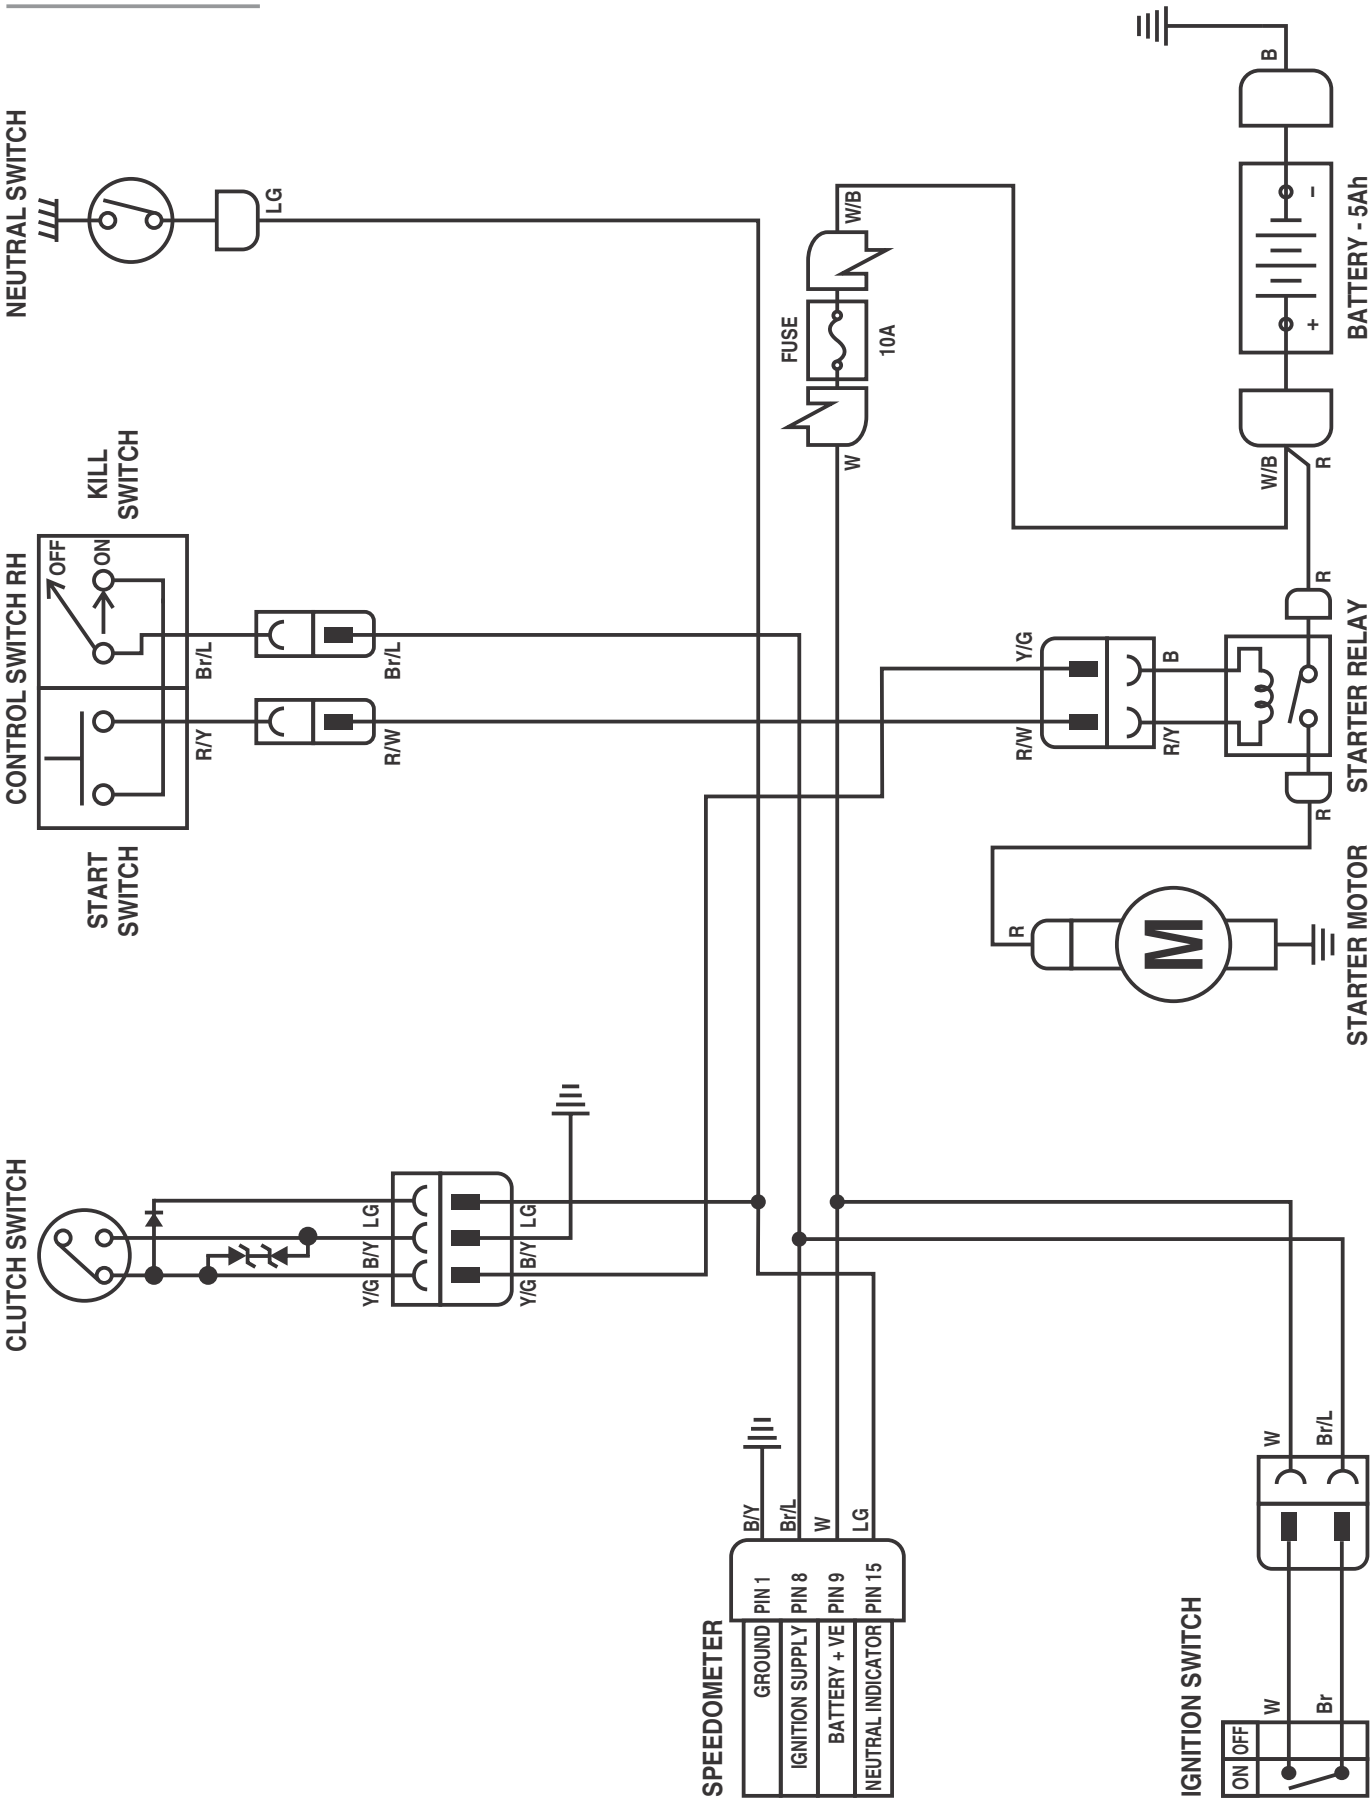 NEUTRAL SWITCH
LG
CONTROL SWITCH RH
KILL
SWITCH
OFF
ON
START
SWITCH
Br/L
R/Y
Br/L
R/W
CLUTCH SWITCH
LG
B/Y
Y/G
LG
B/Y
Y/G
FUSE
10A
W/B
W
B
BATTERY - 5Ah
+
-
W/B
R
R
STARTER RELAY
Y/G
R/W
B
R/Y
R
STARTER MOTOR
R
M
SPEEDOMETER
B/Y
Br/L
W
LG
GROUND PIN 1
IGNITION SUPPLY PIN 8
BATTERY + VE PIN 9
NEUTRAL INDICATOR PIN 15
IGNITION SWITCH
W
Br/L
W
Br
ON OFF